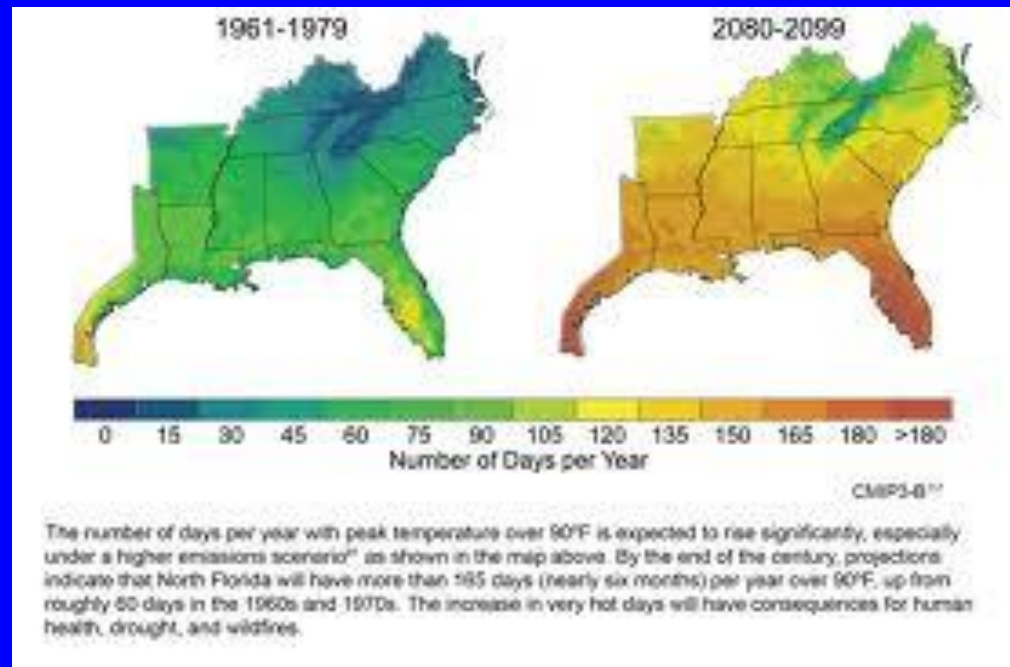 1961-1979
2080-2099
0 15 30 45 60 75 90 105 120 135 150 165 180 >180
Number of Days per Year
CMIP3-B
The number of days per year with peak temperature over 90°F is expected to rise significantly, especially
under a higher emissions scenario as shown in the map above. By the end of the century, projections
indicate that North Florida will have more than 165 days (nearly six months) per year over 90°F, up from
roughly 60 days in the 1960s and 1970s. The increase in very hot days will have consequences for human
health, drought, and wildfires.